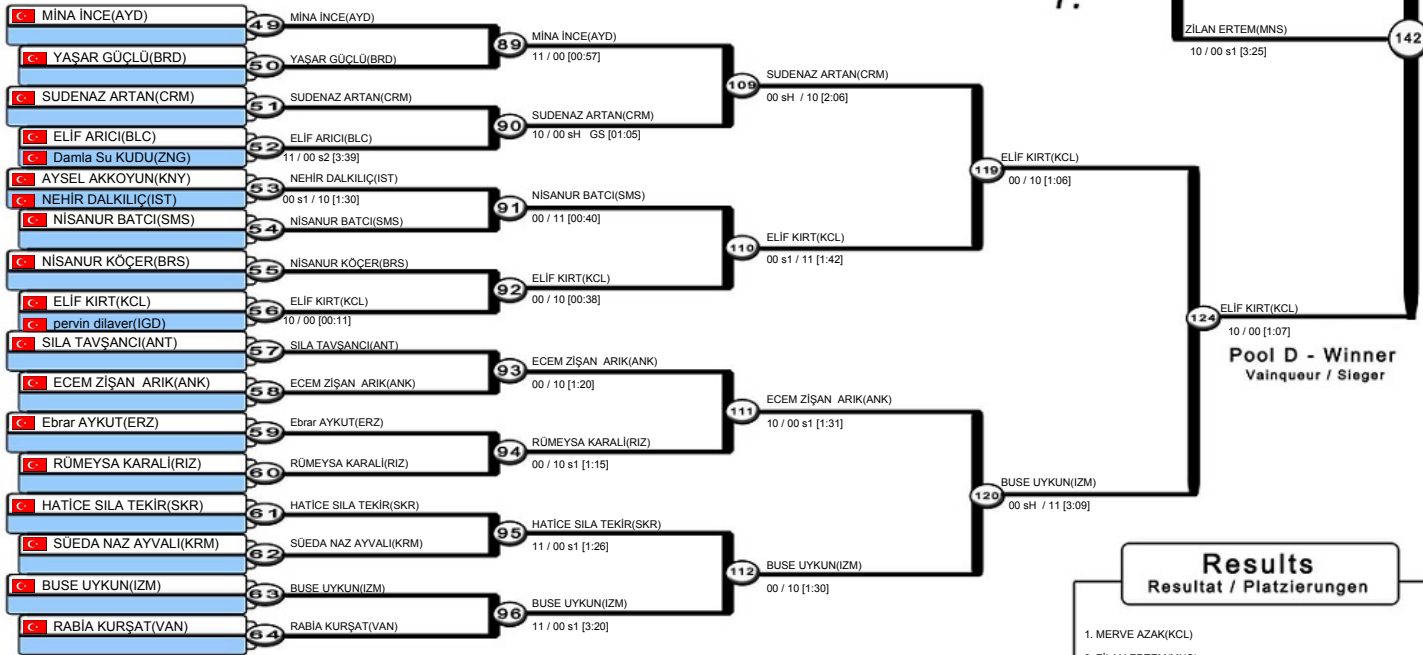 MİNA İNCE(AYD)
YAŞAR GÜÇLÜ(BRD)
SUDENAZ ARTAN(CRM)
ELİF ARICI(BLC)
Damla Su KUDU(ZNG)
AYSEL AKKOYUN(KNY)
NEHİR DALKILIÇ(IST)
NİSANUR BATCI(SMS)
NİSANUR KÖÇER(BRS)
ELİF KIRT(KCL)
pervin dilaver(IGD)
SILA TAVŞANCI(ANT)
ECEM ZİŞAN ARIK(ANK)
Ebrar AYKUT(ERZ)
RÜMEYSA KARALİ(RIZ)
HATİCE SILA TEKİR(SKR)
SÜEDA NAZ AYVALI(KRM)
BUSE UYKUN(IZM)
RABİA KURŞAT(VAN)
49 MİNA İNCE(AYD)
50 YAŞAR GÜÇLÜ(BRD)
51 SUDENAZ ARTAN(CRM)
52 ELİF ARICI(BLC)
11 / 00 s2 [3:39]
53 NEHİR DALKILIÇ(IST)
00 s1 / 10 [1:30]
54 NİSANUR BATCI(SMS)
55 NİSANUR KÖÇER(BRS)
56 ELİF KIRT(KCL)
10 / 00 [00:11]
57 SILA TAVŞANCI(ANT)
58 ECEM ZİŞAN ARIK(ANK)
59 Ebrar AYKUT(ERZ)
60 RÜMEYSA KARALİ(RIZ)
61 HATİCE SILA TEKİR(SKR)
62 SÜEDA NAZ AYVALI(KRM)
63 BUSE UYKUN(IZM)
64 RABİA KURŞAT(VAN)
89 MİNA İNCE(AYD)
11 / 00 [00:57]
90 SUDENAZ ARTAN(CRM)
10 / 00 sH GS [01:05]
91 NİSANUR BATCI(SMS)
00 / 11 [00:40]
92 ELİF KIRT(KCL)
00 / 10 [00:38]
93 ECEM ZİŞAN ARIK(ANK)
00 / 10 [1:20]
94 RÜMEYSA KARALİ(RIZ)
00 / 10 s1 [1:15]
95 HATİCE SILA TEKİR(SKR)
11 / 00 s1 [1:26]
96 BUSE UYKUN(IZM)
11 / 00 s1 [3:20]
109 SUDENAZ ARTAN(CRM)
00 sH / 10 [2:06]
110 ELİF KIRT(KCL)
00 s1 / 11 [1:42]
111 ECEM ZİŞAN ARIK(ANK)
10 / 00 s1 [1:31]
112 BUSE UYKUN(IZM)
00 / 10 [1:30]
119 ELİF KIRT(KCL)
00 / 10 [1:06]
120 BUSE UYKUN(IZM)
00 sH / 11 [3:09]
124 ELİF KIRT(KCL)
10 / 00 [1:07]
Pool D - Winner
Vainqueur / Sieger
ZİLAN ERTEM(MNS)
10 / 00 s1 [3:25]
142
Results
Resultat / Platzierungen
1. MERVE AZAK(KCL)